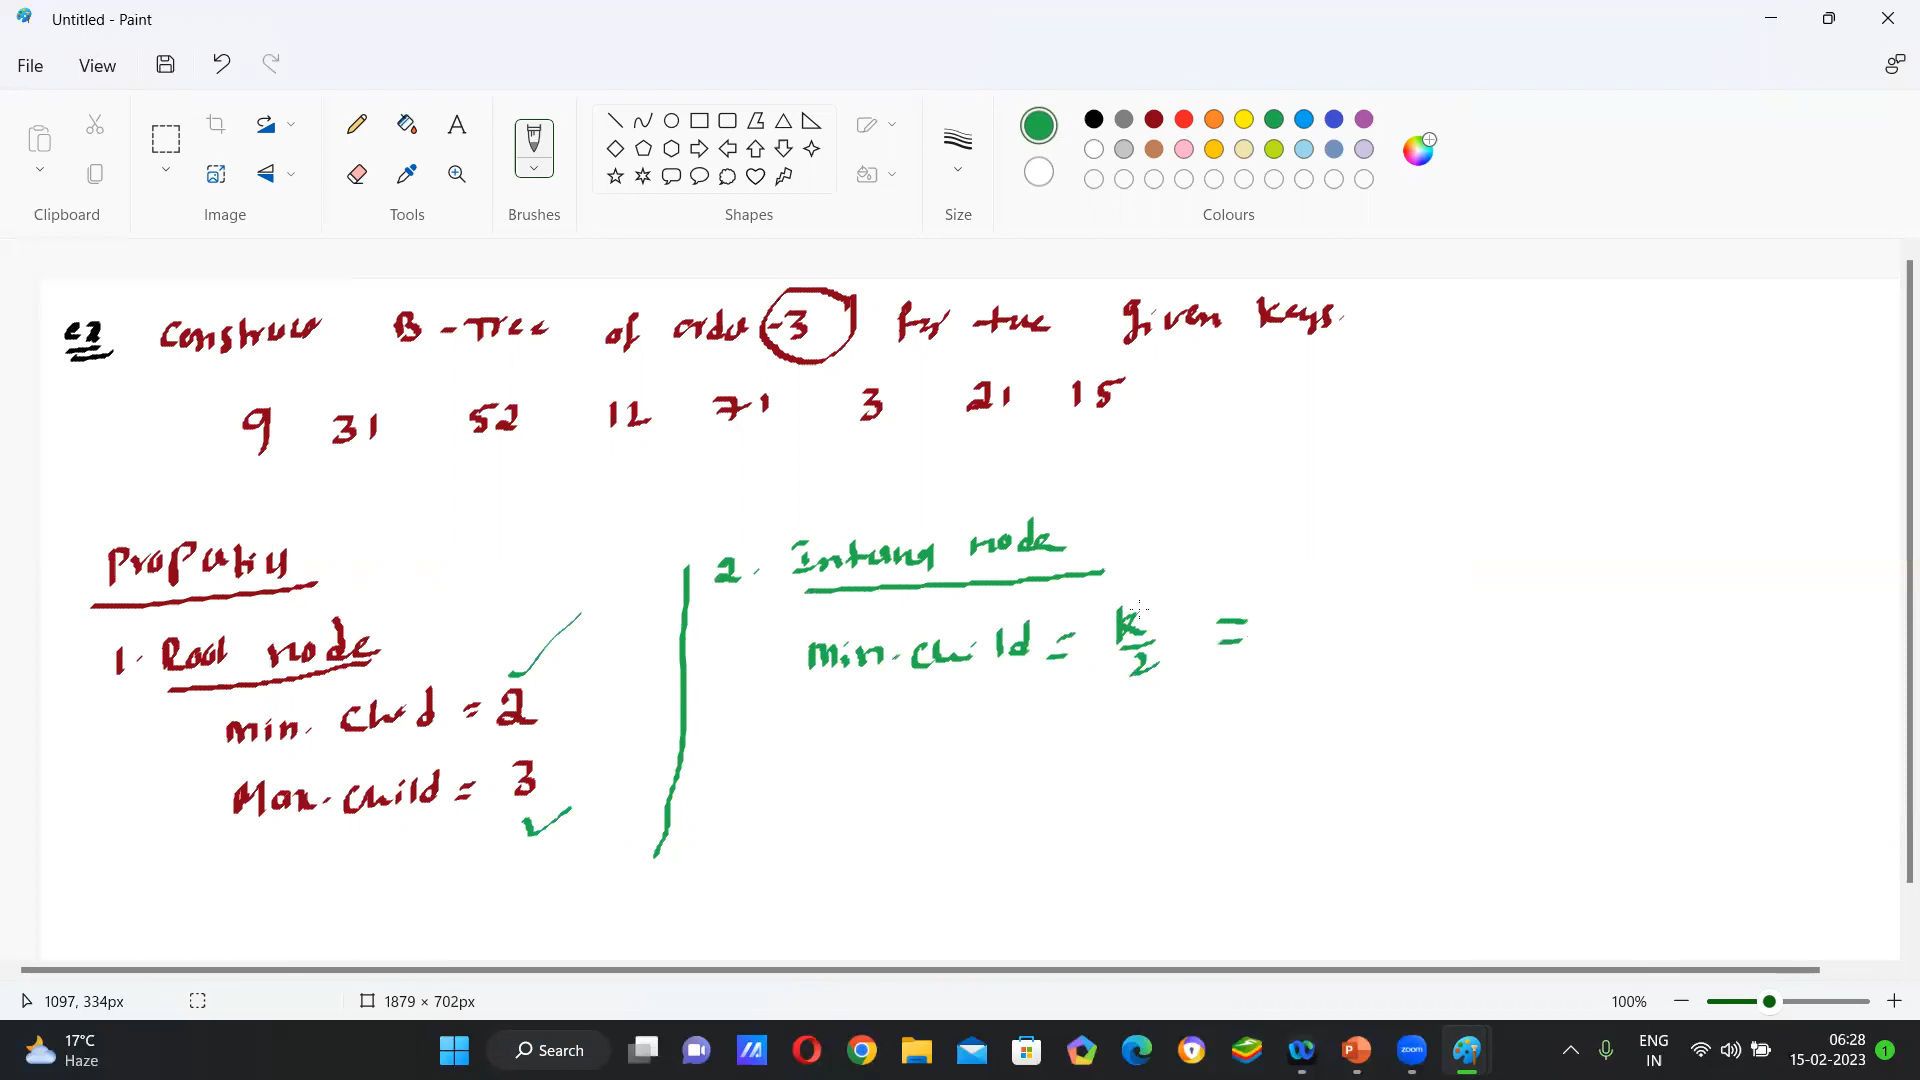 Untitled - Paint
File View
Clipboard Image Tools Brushes Shapes Size Colours
Construct B-Tree of order-3 for the given keys.
9 31 52 12 71 3 21 15
Property
1. Root node
min. child = 2
Max. child = 3
2. Internal node
min. child = k/2 =
1097, 334px 1879 × 702px 100%
17°C
Haze
Search
zoom
ENG
IN
06:28
15-02-2023
1